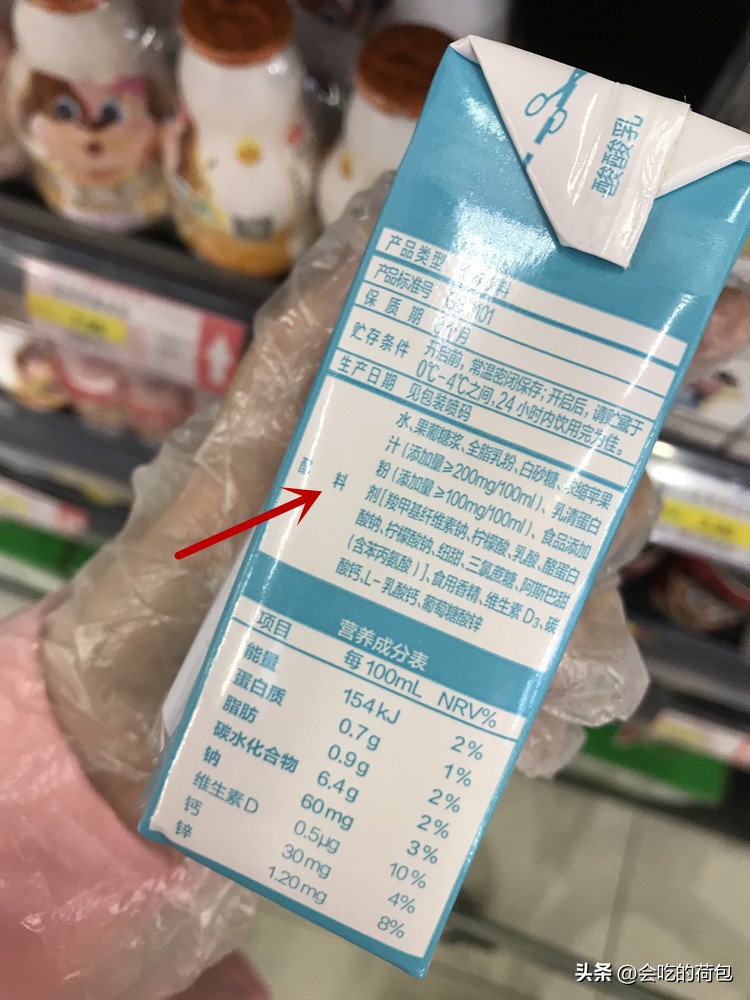 酸酸乳
产品类型
产品标准号
保质期 6个月
贮存条件 开启前,常温密闭保存;开启后,请贮藏于
0℃-4℃之间,24小时内饮用完为佳。
生产日期 见包装喷码
配料 水、果葡糖浆、全脂乳粉、白砂糖、浓缩苹果
汁(添加量≥200mg/100ml)、乳清蛋白
粉(添加量≥100mg/100ml)、食品添加
剂[羧甲基纤维素钠、柠檬酸、乳酸、酪蛋白
酸钠、柠檬酸钠、纽甜、三氯蔗糖、阿斯巴甜
(含苯丙氨酸)]、食用香精、维生素D3、碳
酸钙、L-乳酸钙、葡萄糖酸锌
营养成分表
项目 每100mL NRV%
能量 154kJ 2%
蛋白质 0.7g 1%
脂肪 0.9g 2%
碳水化合物 6.4g 2%
钠 60mg 3%
维生素D 0.5μg 10%
钙 30mg 4%
锌 1.20mg 8%
头条 @会吃的荷包